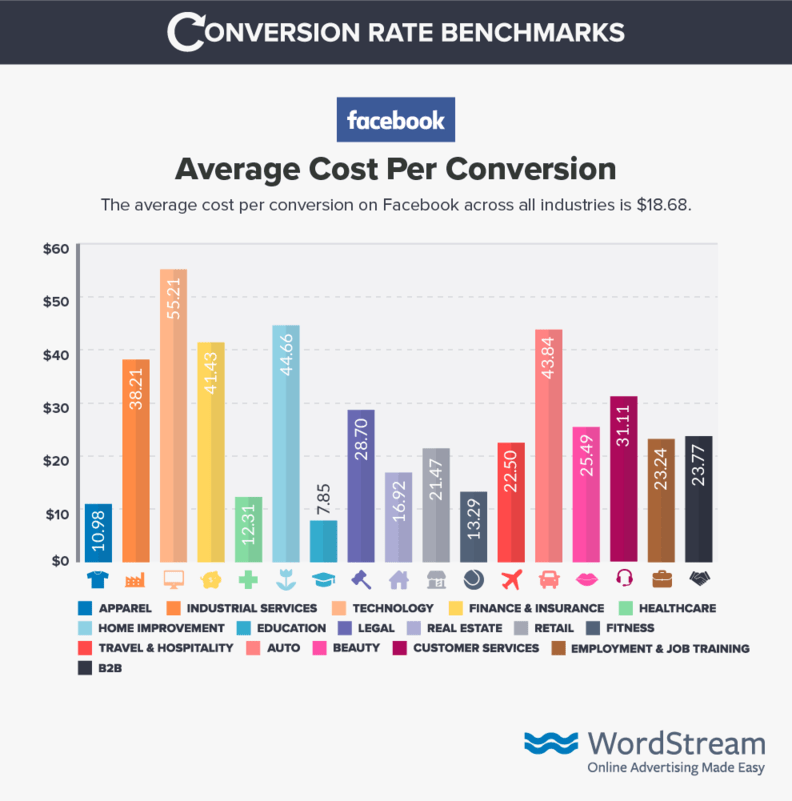 CONVERSION RATE BENCHMARKS
facebook
Average Cost Per Conversion
The average cost per conversion on Facebook across all industries is $18.68.
$60
$50
$40
$30
$20
$10
$0
10.98
38.21
55.21
41.43
12.31
44.66
7.85
28.70
16.92
21.47
13.29
22.50
43.84
25.49
31.11
23.24
23.77
APPAREL INDUSTRIAL SERVICES TECHNOLOGY FINANCE & INSURANCE HEALTHCARE
HOME IMPROVEMENT EDUCATION LEGAL REAL ESTATE RETAIL FITNESS
TRAVEL & HOSPITALITY AUTO BEAUTY CUSTOMER SERVICES EMPLOYMENT & JOB TRAINING
B2B
WordStream
Online Advertising Made Easy